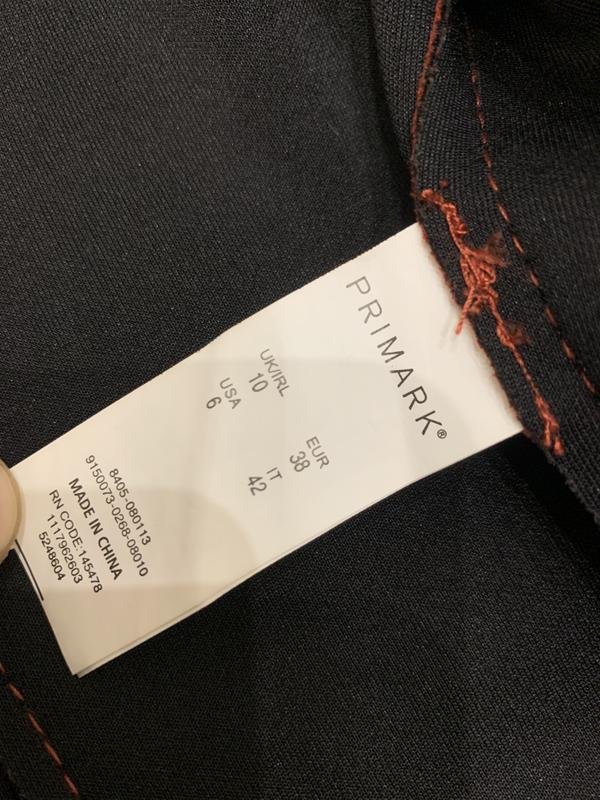 PRIMARK®
UK/IRL
10
EUR
38
USA
6
IT
42
8405-080113
9150073-0268-08010
MADE IN CHINA
RN CODE:145478
1117962603
5248604